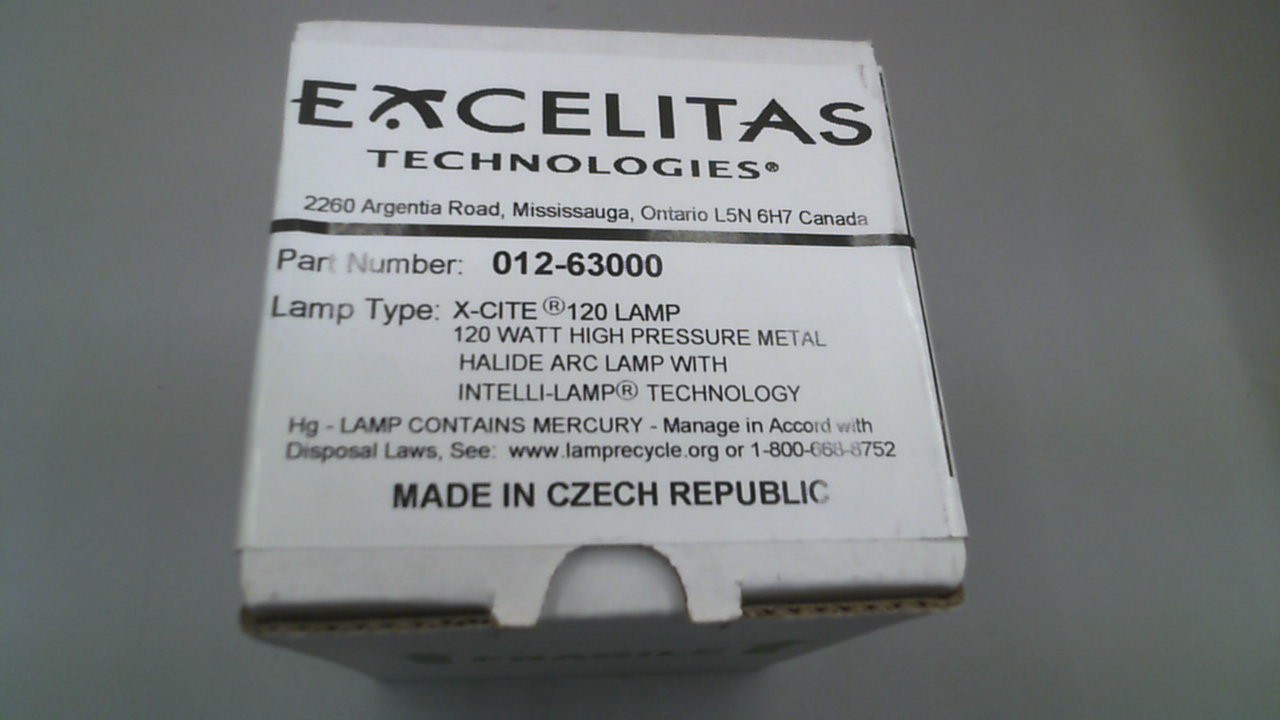 EXCELITAS
TECHNOLOGIES®
2260 Argentia Road, Mississauga, Ontario L5N 6H7 Canada
Part Number: 012-63000
Lamp Type: X-CITE ® 120 LAMP
120 WATT HIGH PRESSURE METAL
HALIDE ARC LAMP WITH
INTELLI-LAMP® TECHNOLOGY
Hg - LAMP CONTAINS MERCURY - Manage in Accord with
Disposal Laws, See: www.lamprecycle.org or 1-800-668-8752
MADE IN CZECH REPUBLIC
FRAGILE